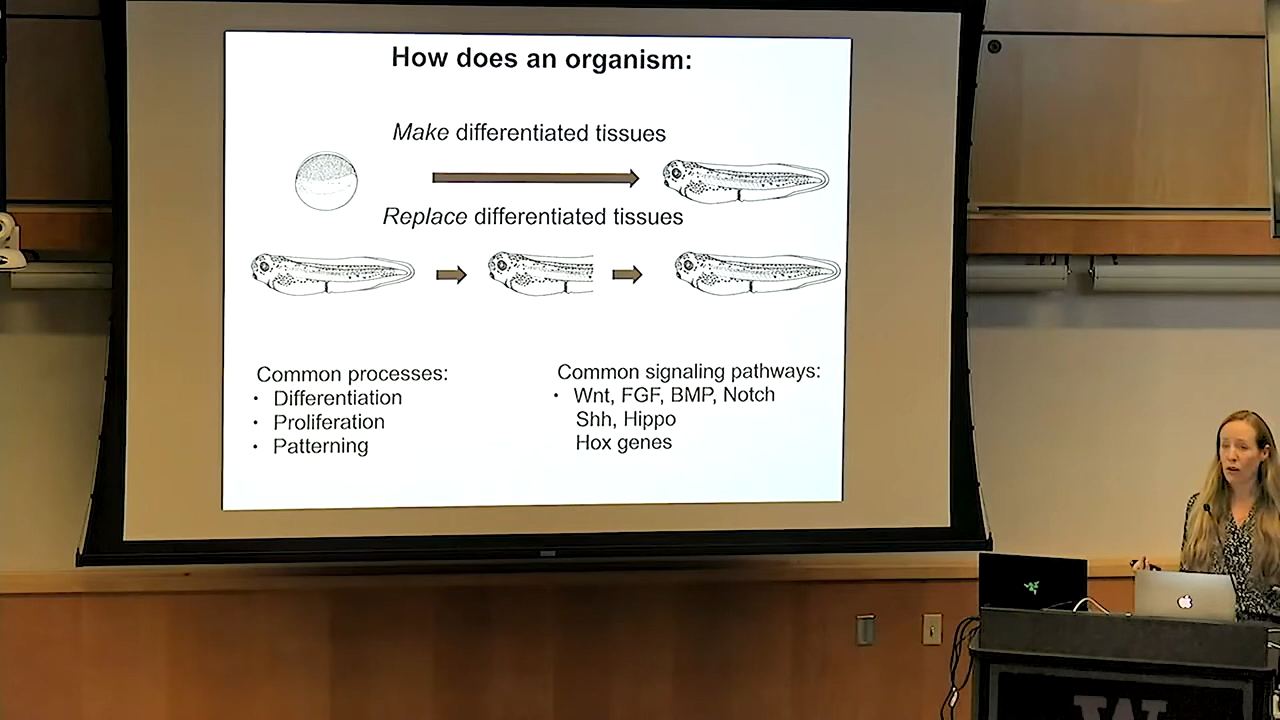 How does an organism:
Make differentiated tissues
Replace differentiated tissues
Common processes:
• Differentiation
• Proliferation
• Patterning
Common signaling pathways:
• Wnt, FGF, BMP, Notch
Shh, Hippo
Hox genes
W